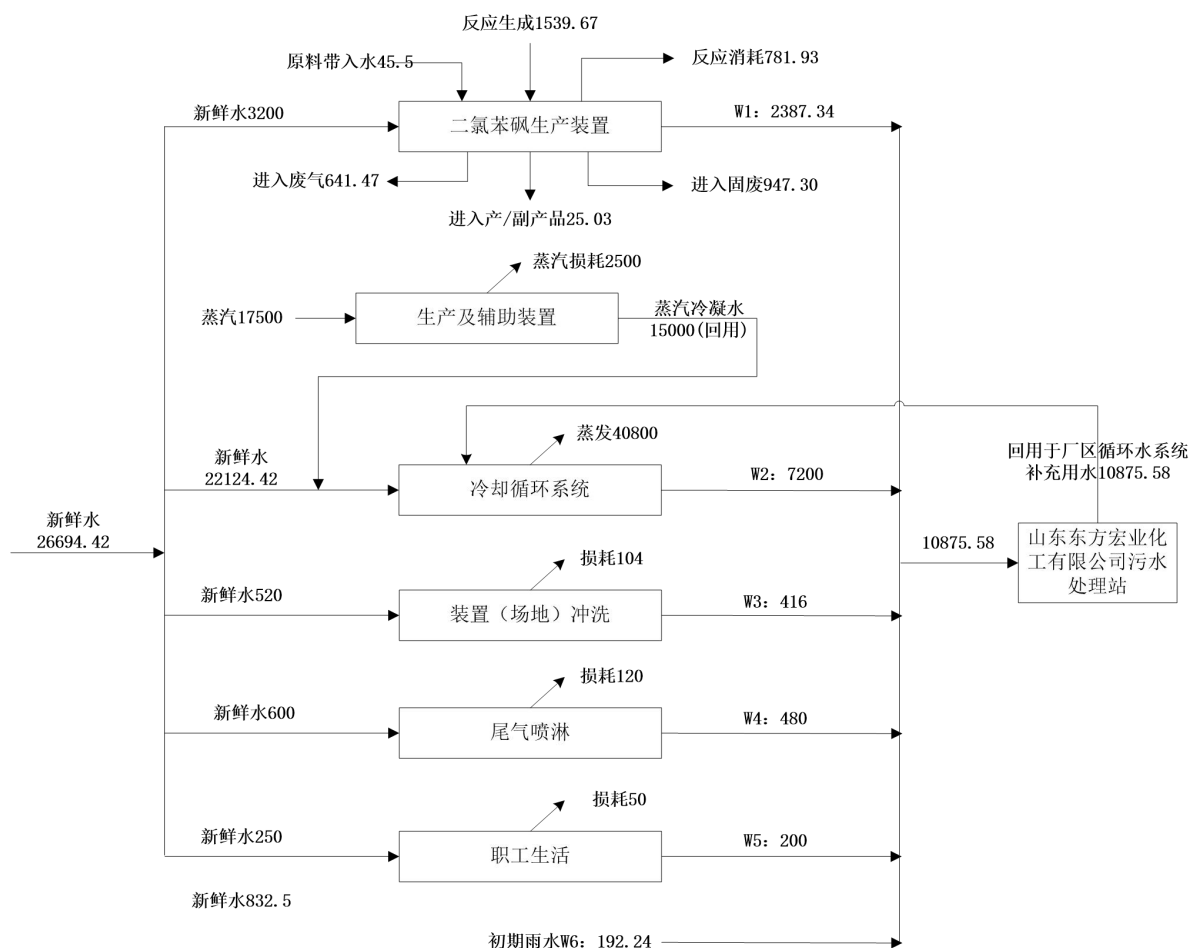 反应生成1539.67
原料带入水45.5
反应消耗781.93
新鲜水3200
二氯苯砜生产装置
W1：2387.34
进入废气641.47
进入固废947.30
进入产/副产品25.03
蒸汽损耗2500
蒸汽17500
生产及辅助装置
蒸汽冷凝水
15000(回用)
蒸发40800
新鲜水
22124.42
冷却循环系统
W2：7200
回用于厂区循环水系统
补充用水10875.58
新鲜水
26694.42
10875.58
山东东方宏业化
工有限公司污水
处理站
损耗104
新鲜水520
装置（场地）冲洗
W3：416
损耗120
新鲜水600
尾气喷淋
W4：480
损耗50
新鲜水250
职工生活
W5：200
新鲜水832.5
初期雨水W6：192.24